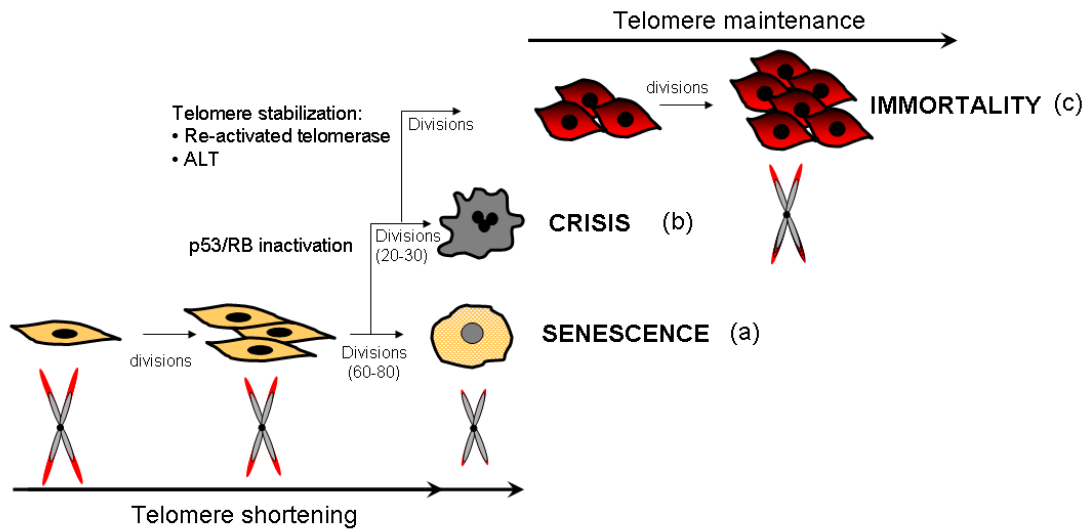 Telomere maintenance
Telomere stabilization:
• Re-activated telomerase
• ALT
Divisions
divisions
IMMORTALITY (c)
p53/RB inactivation
Divisions
(20-30)
CRISIS (b)
divisions
Divisions
(60-80)
SENESCENCE (a)
Telomere shortening